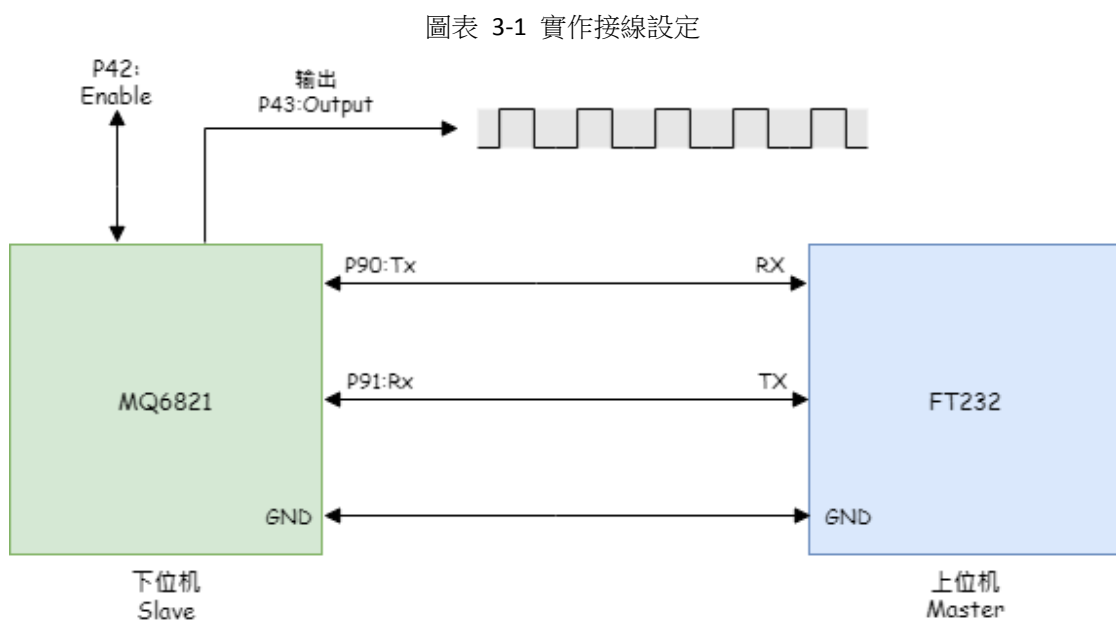 圖表 3-1 實作接線設定
P42:
Enable
输出
P43:Output
P90:Tx
RX
P91:Rx
TX
MQ6821
FT232
GND
GND
下位机
Slave
上位机
Master